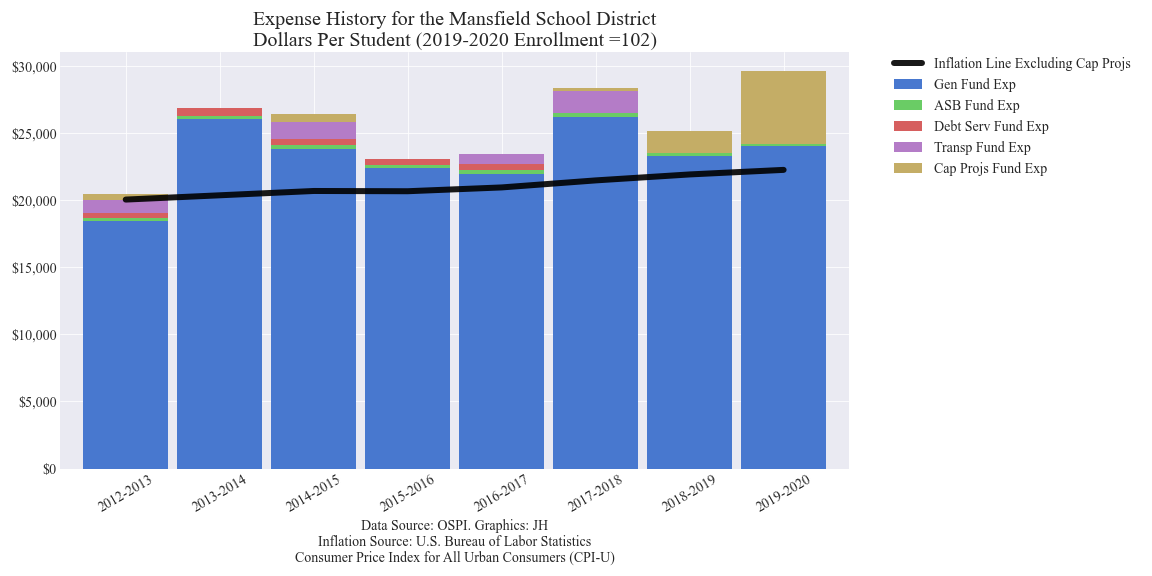 Expense History for the Mansfield School District
Dollars Per Student (2019-2020 Enrollment =102)
$30,000
$25,000
$20,000
$15,000
$10,000
$5,000
$0
2012-2013
2013-2014
2014-2015
2015-2016
2016-2017
2017-2018
2018-2019
2019-2020
Inflation Line Excluding Cap Projs
Gen Fund Exp
ASB Fund Exp
Debt Serv Fund Exp
Transp Fund Exp
Cap Projs Fund Exp
Data Source: OSPI. Graphics: JH
Inflation Source: U.S. Bureau of Labor Statistics
Consumer Price Index for All Urban Consumers (CPI-U)